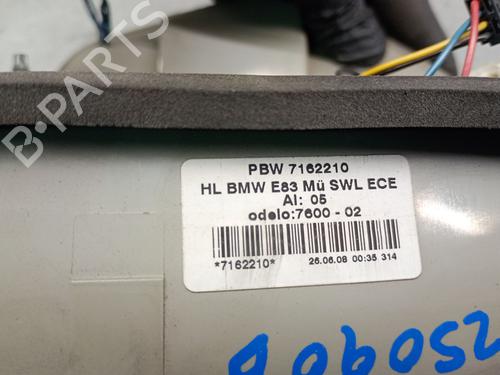 PBW 7162210
HL BMW E83 Mü SWL ECE
AI: 05
odelo:7600 - 02
*7162210*
26.06.08 00:35 314
B-PARTS